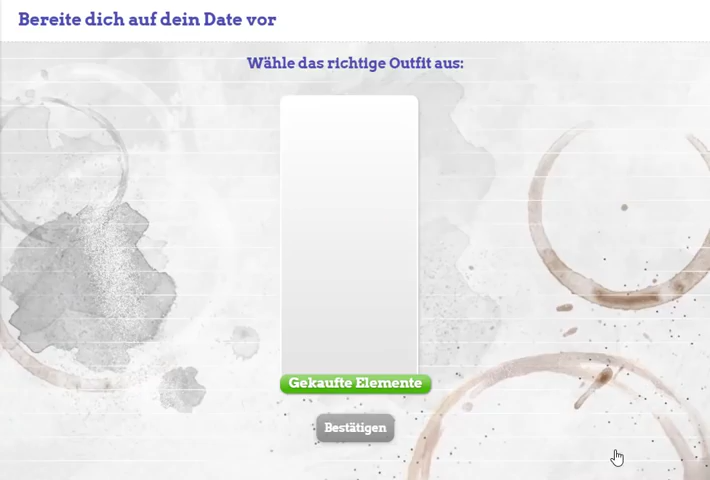 Bereite dich auf dein Date vor
Wähle das richtige Outfit aus:
Gekaufte Elemente
Bestätigen